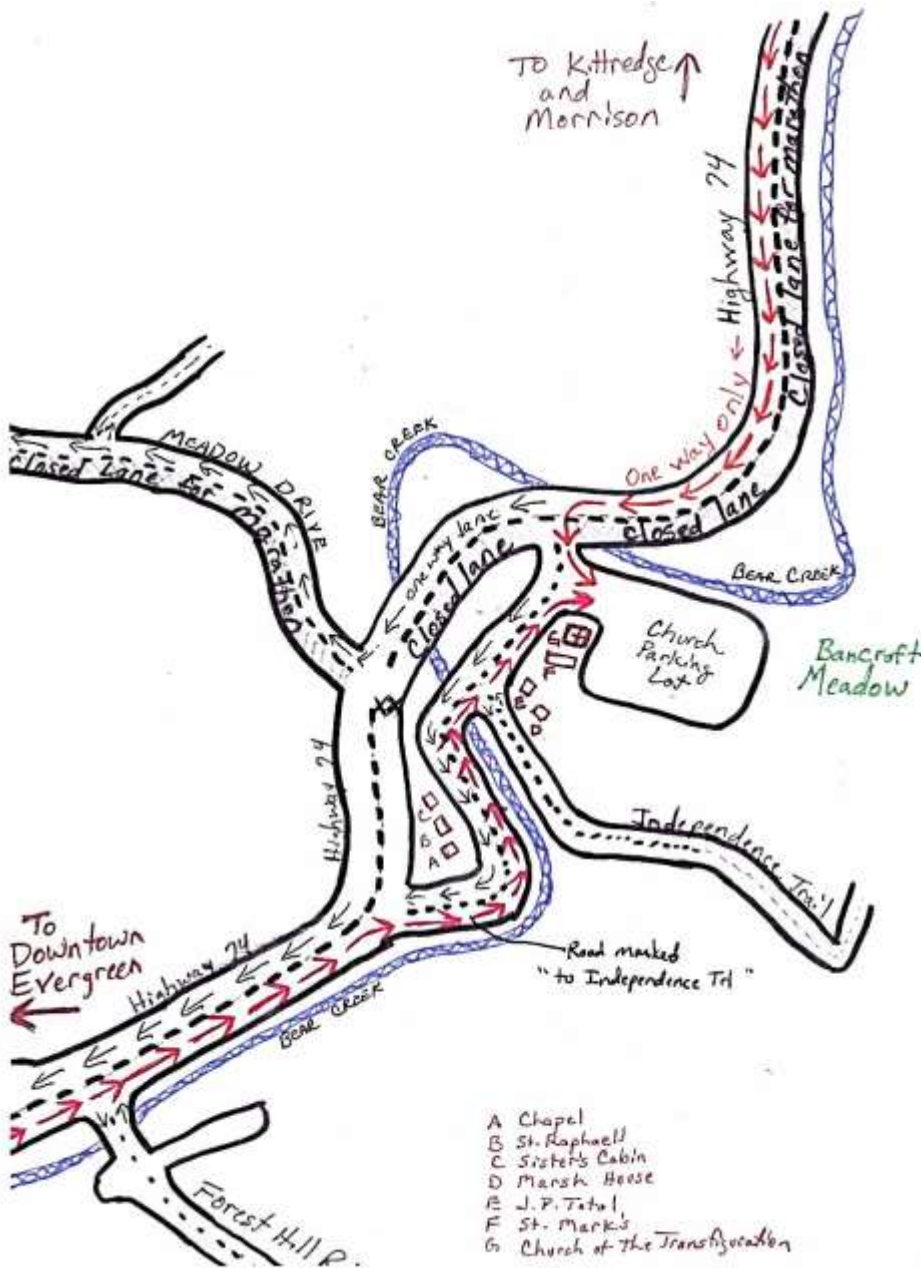 To Kittredge
and
Morrison
Highway 74
Closed lane for marathon
One way only
closed lane
BEAR CREEK
MEADOW DRIVE
Closed Lane for marathon
one way lane
Closed lane
BEAR CREEK
Church
Parking
Lot
Bancroft
Meadow
G
F
E
D
Highway 74
C
B
A
Independence Trail
To
Downtown
Evergreen
Highway 74
Road marked
"to Independence Trl"
BEAR CREEK
Forest Hill
A Chapel
B St. Raphaell
C Sister's Cabin
D Marsh House
E
F St. Mark's
G Church of the Transfiguration